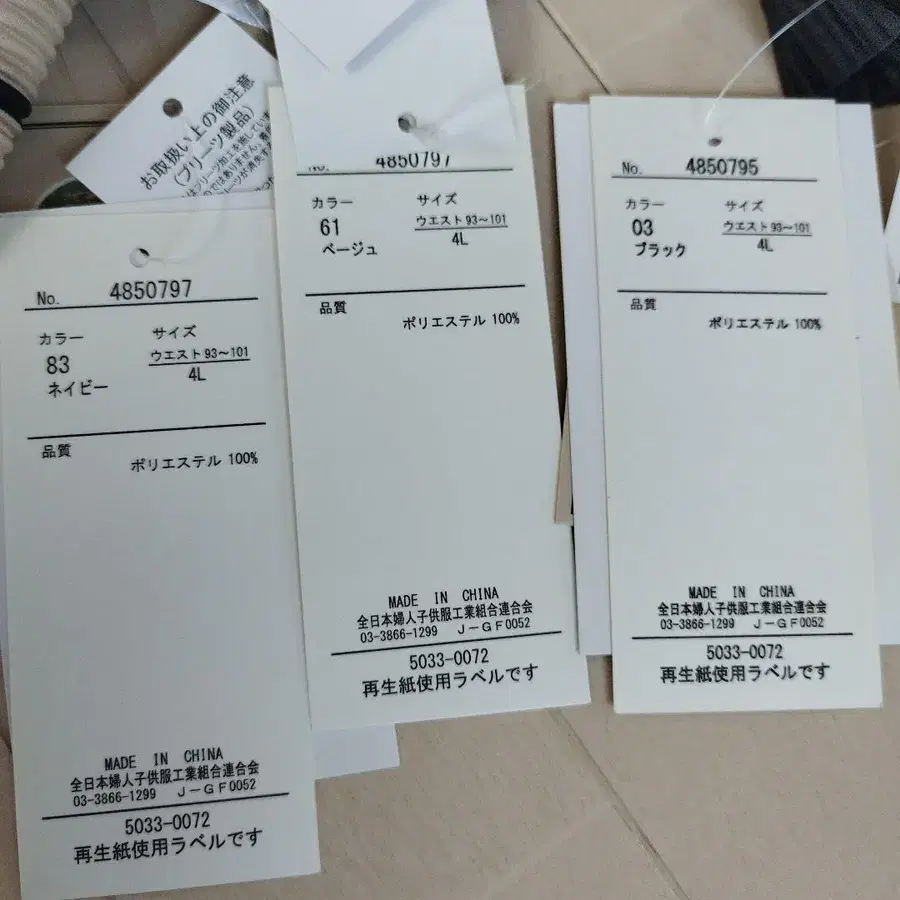 お取扱い上の御注意
(プリーツ製品)
No. 4850797
カラー サイズ
83 ウエスト93〜101
ネイビー 4L
品質
ポリエステル 100%
MADE IN CHINA
全日本婦人子供服工業組合連合会
03-3866-1299 J-GF0052
5033-0072
再生紙使用ラベルです
No. 4850797
カラー サイズ
61 ウエスト93〜101
ベージュ 4L
品質
ポリエステル 100%
MADE IN CHINA
全日本婦人子供服工業組合連合会
03-3866-1299 J-GF0052
5033-0072
再生紙使用ラベルです
No. 4850795
カラー サイズ
03 ウエスト93〜101
ブラック 4L
品質
ポリエステル 100%
MADE IN CHINA
全日本婦人子供服工業組合連合会
03-3866-1299 J-GF0052
5033-0072
再生紙使用ラベルです